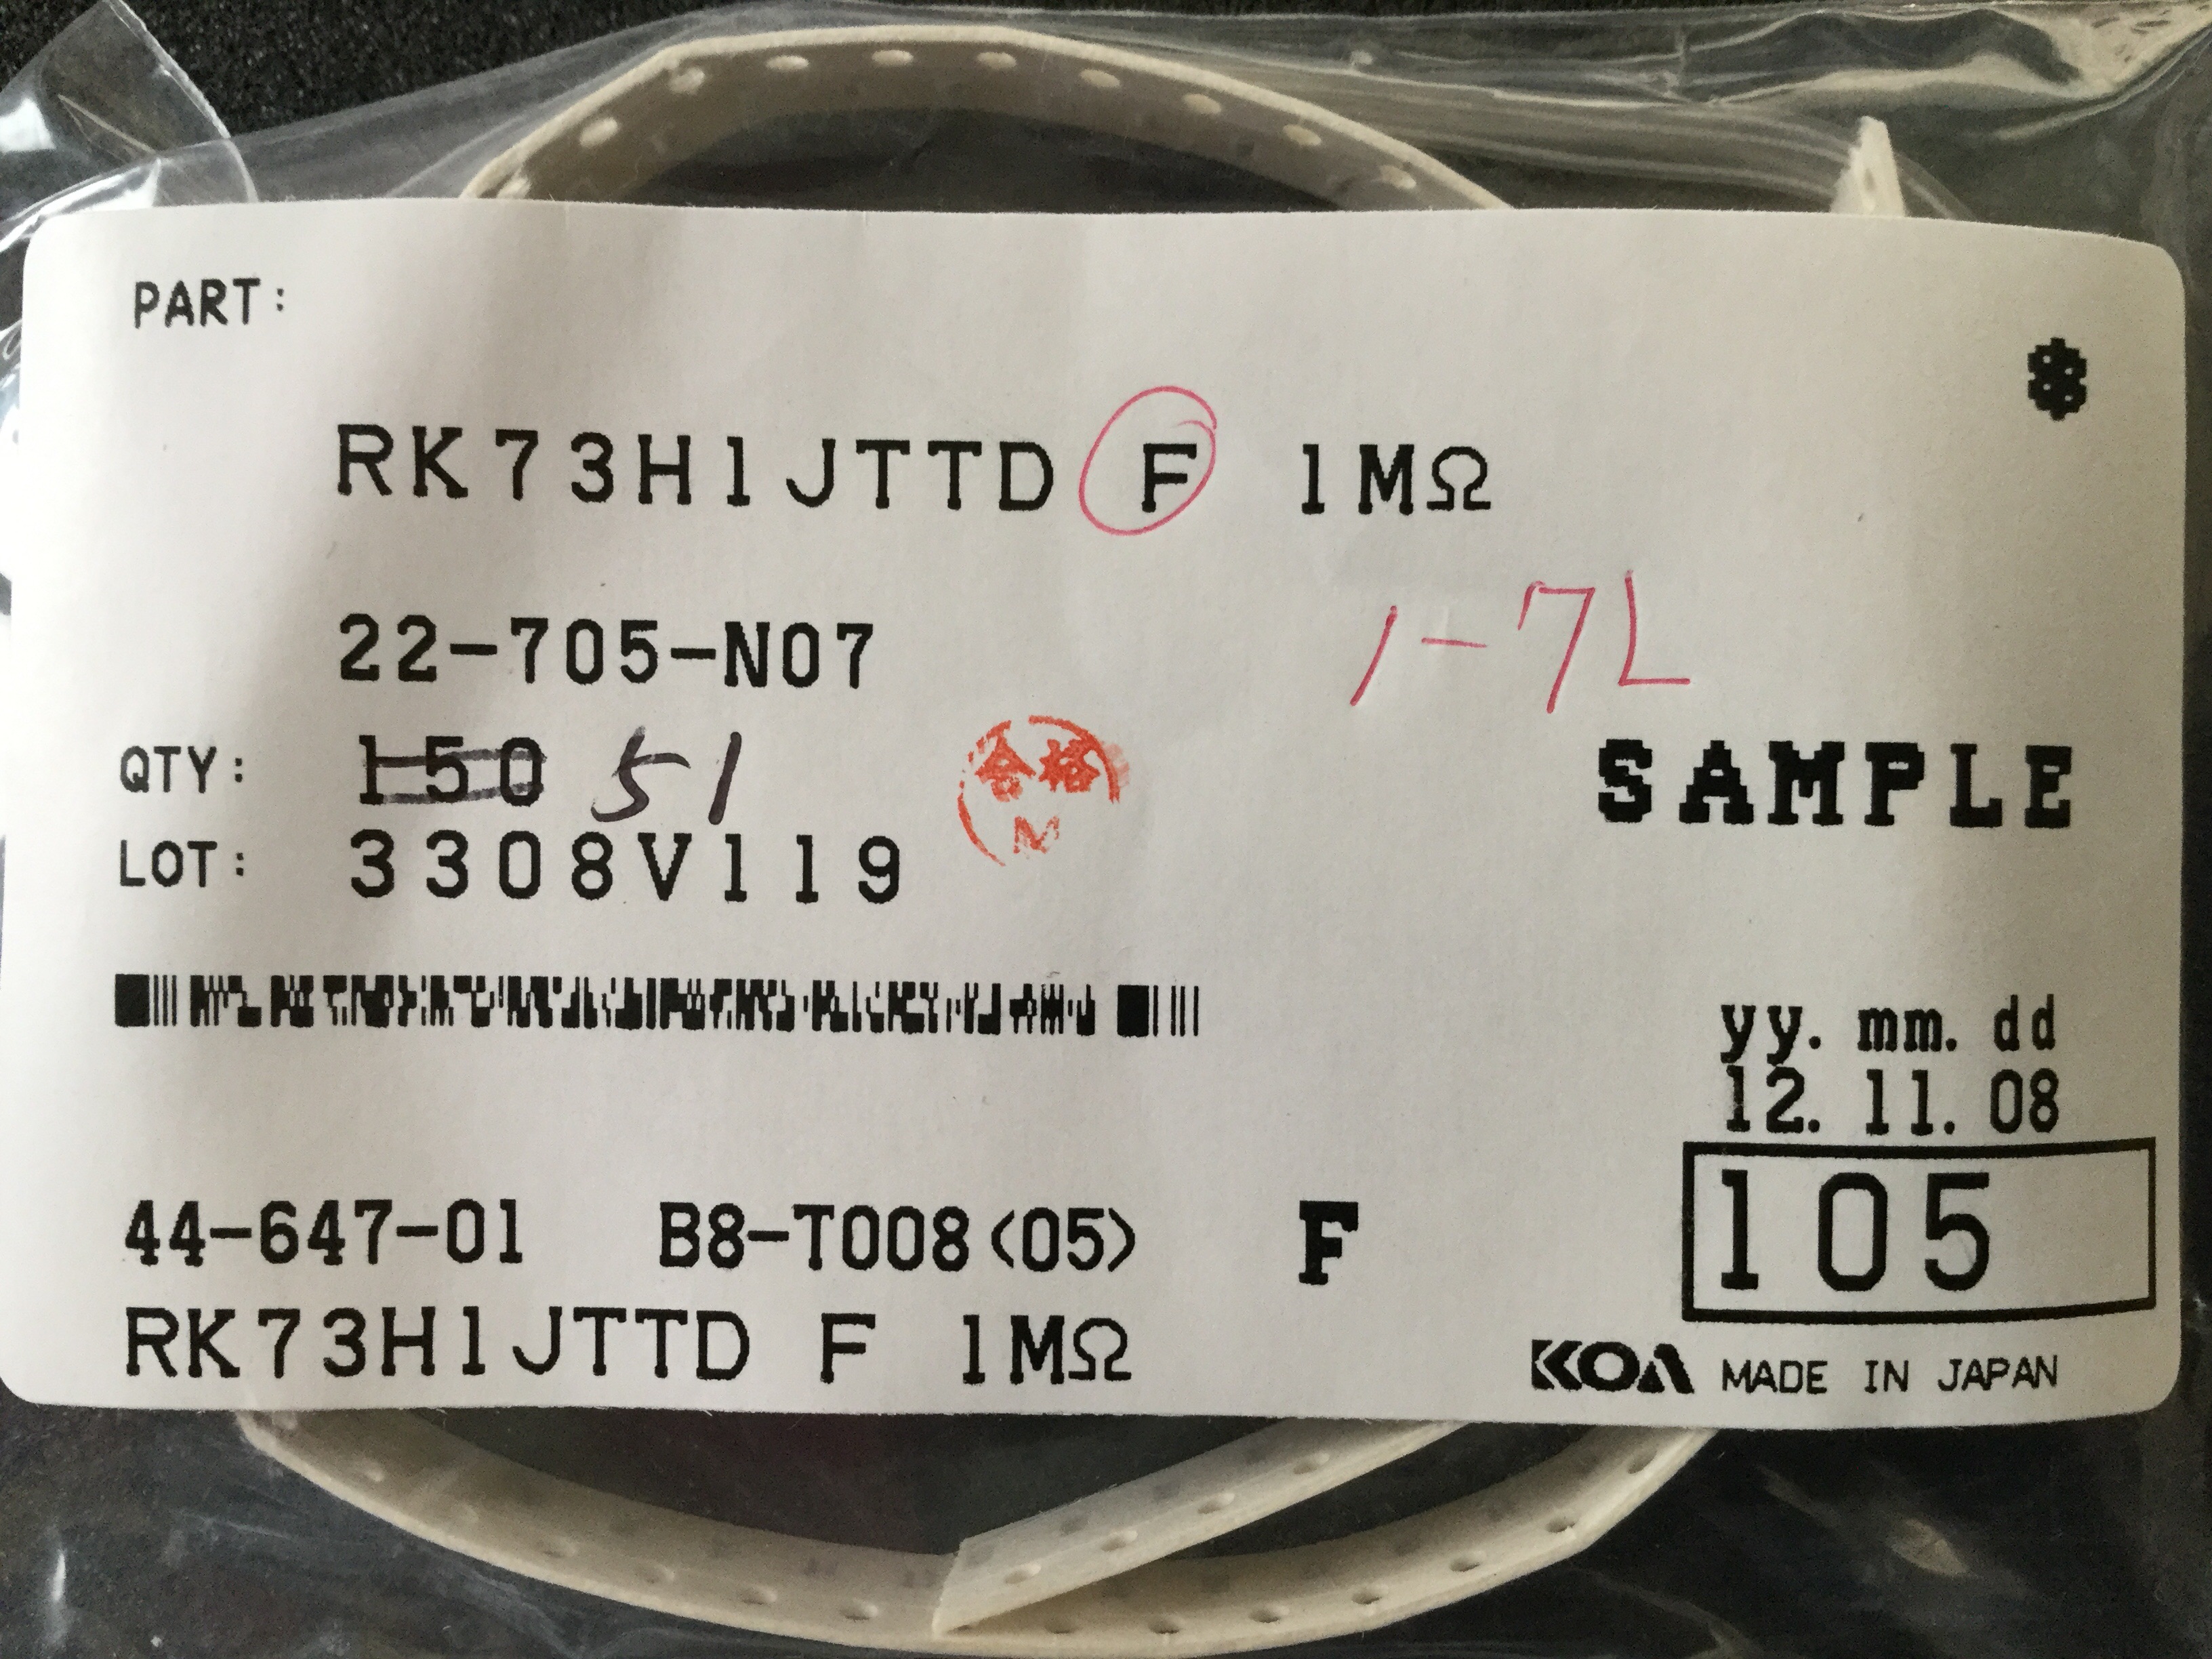 PART:
RK73H1JTTD F 1MΩ
22-705-N07
1-7L
QTY: 150 51
合格
M
SAMPLE
LOT: 3308V119
yy. mm. dd
12. 11. 08
105
44-647-01 B8-T008<05> F
RK73H1JTTD F 1MΩ
KOA MADE IN JAPAN